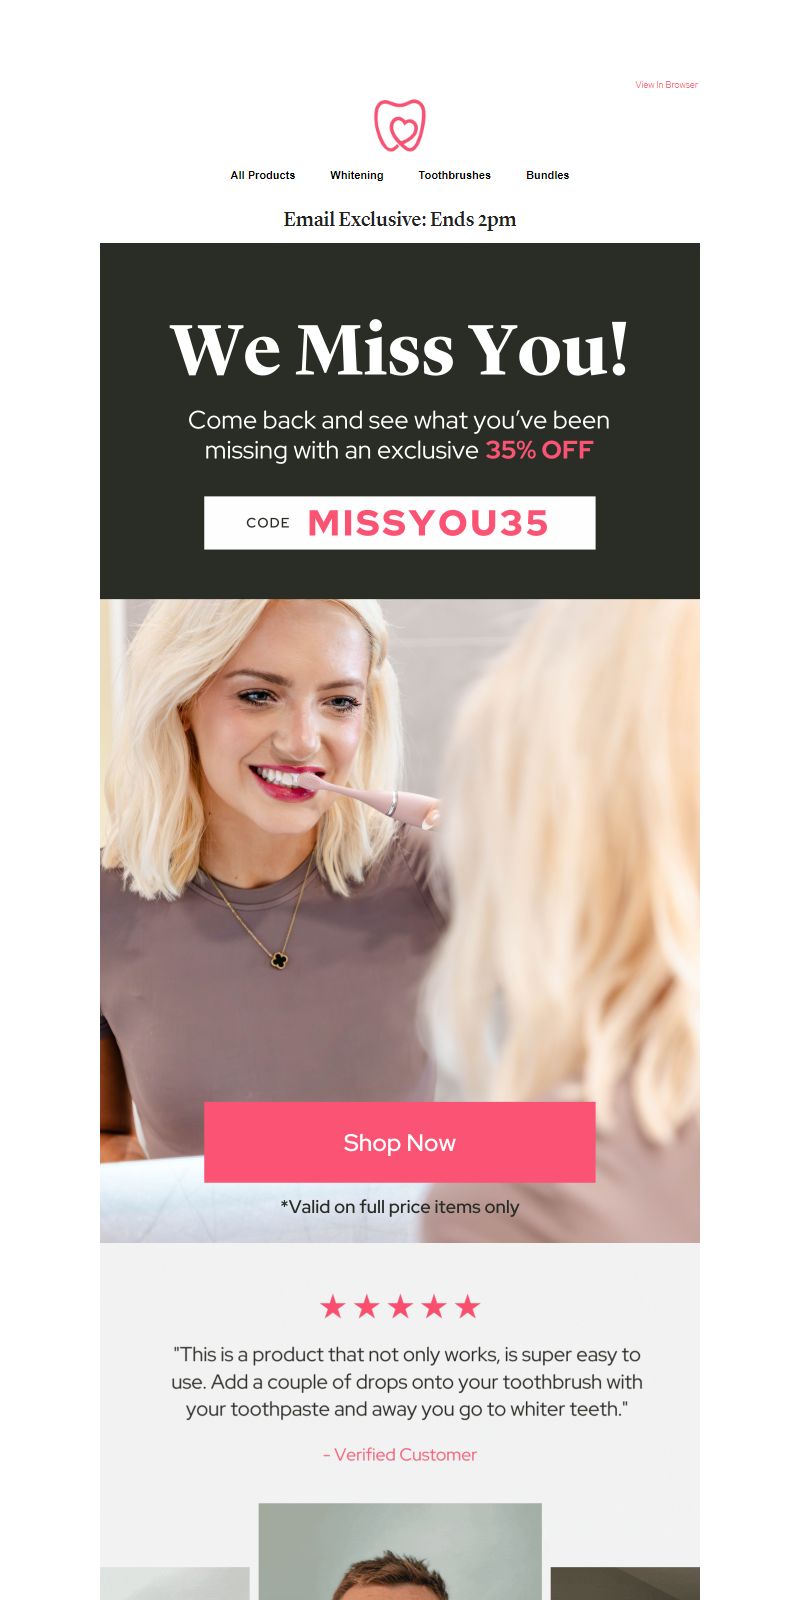 View In Browser
All Products Whitening Toothbrushes Bundles
Email Exclusive: Ends 2pm
We Miss You!
Come back and see what you’ve been
missing with an exclusive 35% OFF
CODE MISSYOU35
Shop Now
*Valid on full price items only
"This is a product that not only works, is super easy to
use. Add a couple of drops onto your toothbrush with
your toothpaste and away you go to whiter teeth."
- Verified Customer